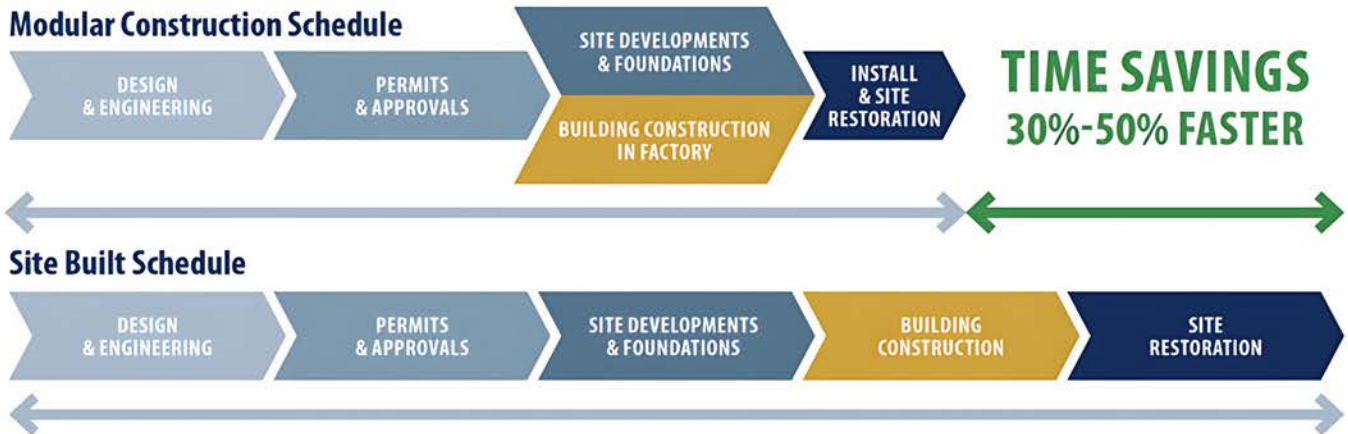 Modular Construction Schedule
DESIGN
& ENGINEERING
PERMITS
& APPROVALS
SITE DEVELOPMENTS
& FOUNDATIONS
BUILDING CONSTRUCTION
IN FACTORY
INSTALL
& SITE
RESTORATION
TIME SAVINGS
30%-50% FASTER
Site Built Schedule
DESIGN
& ENGINEERING
PERMITS
& APPROVALS
SITE DEVELOPMENTS
& FOUNDATIONS
BUILDING
CONSTRUCTION
SITE
RESTORATION